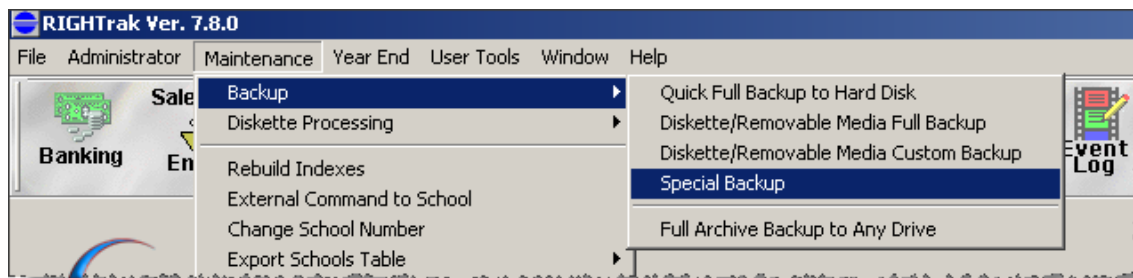 RIGHTrak Ver. 7.8.0
File Administrator Maintenance Year End User Tools Window Help
Banking
Sale
En
Backup
Diskette Processing
Rebuild Indexes
External Command to School
Change School Number
Export Schools Table
Quick Full Backup to Hard Disk
Diskette/Removable Media Full Backup
Diskette/Removable Media Custom Backup
Special Backup
Full Archive Backup to Any Drive
Event
Log